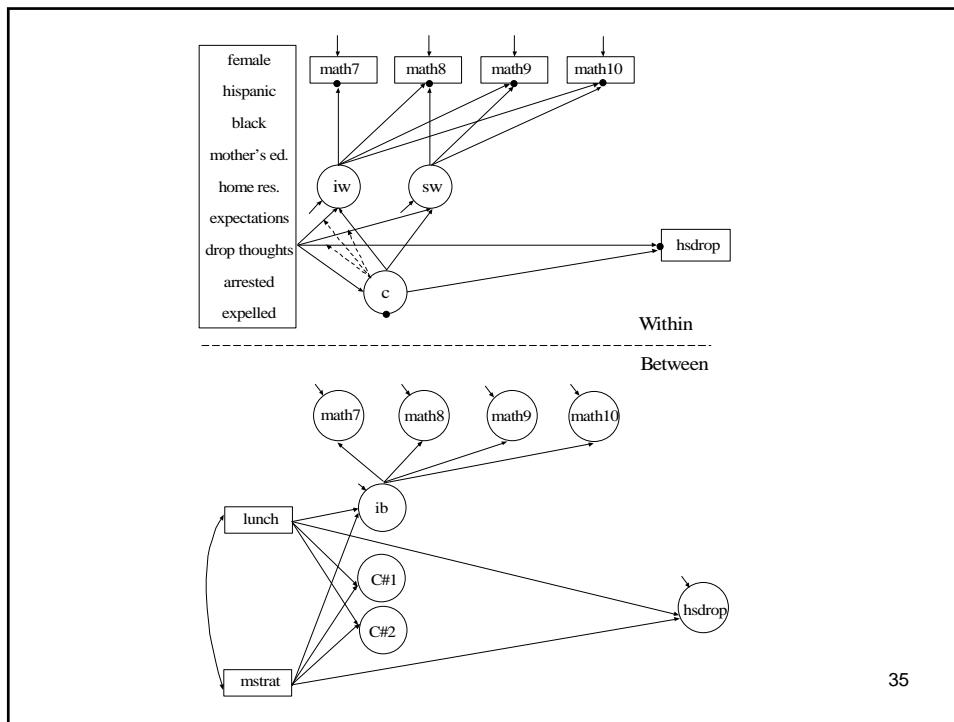 female
hispanic
black
mother's ed.
home res.
expectations
drop thoughts
arrested
expelled
math7
math8
math9
math10
iw
sw
c
hsdrop
Within
Between
math7
math8
math9
math10
ib
lunch
C#1
C#2
hsdrop
mstrat
35